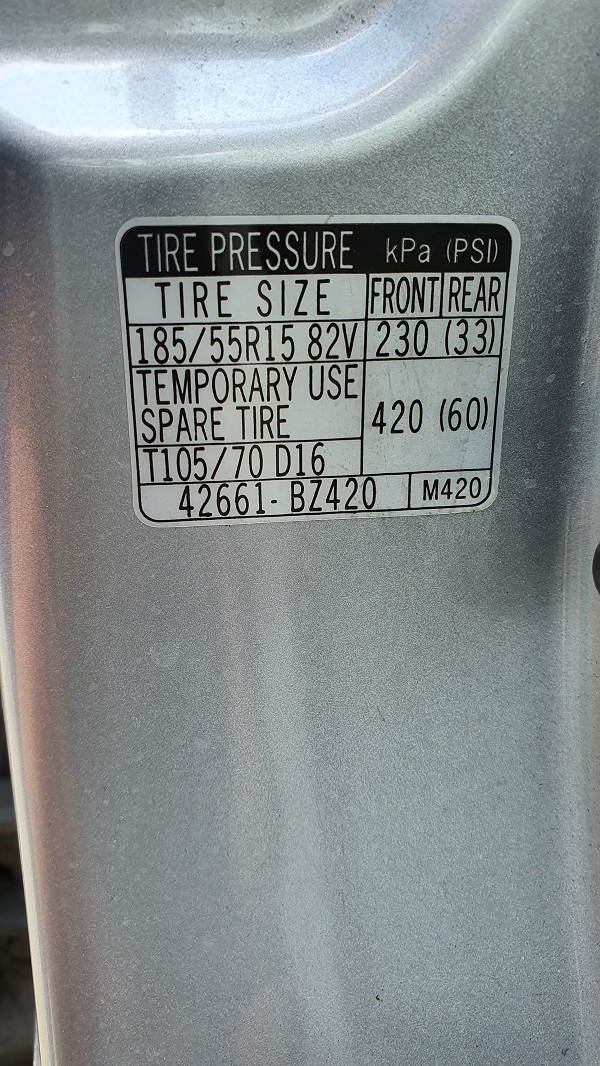 TIRE PRESSURE kPa (PSI)
TIRE SIZE FRONT REAR
185/55R15 82V 230 (33)
TEMPORARY USE
SPARE TIRE 420 (60)
T105/70 D16
42661-BZ420 M420